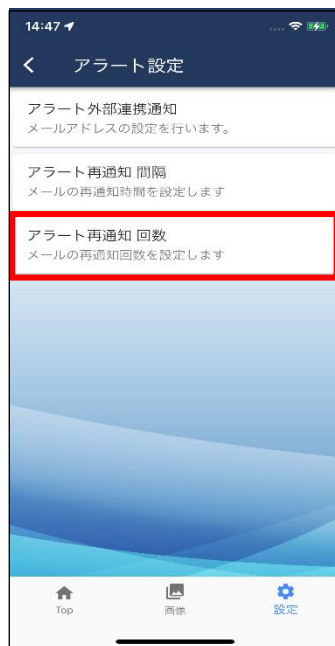 14:47
アラート設定
アラート外部連携通知
メールアドレスの設定を行います。
アラート再通知 間隔
メールの再通知時間を設定します
アラート再通知 回数
メールの再通知回数を設定します
Top 画像 設定